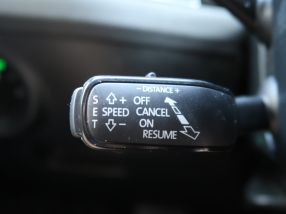 - DISTANCE +
S ⇧ + OFF
E SPEED CANCEL
T ⇩ - ON
RESUME